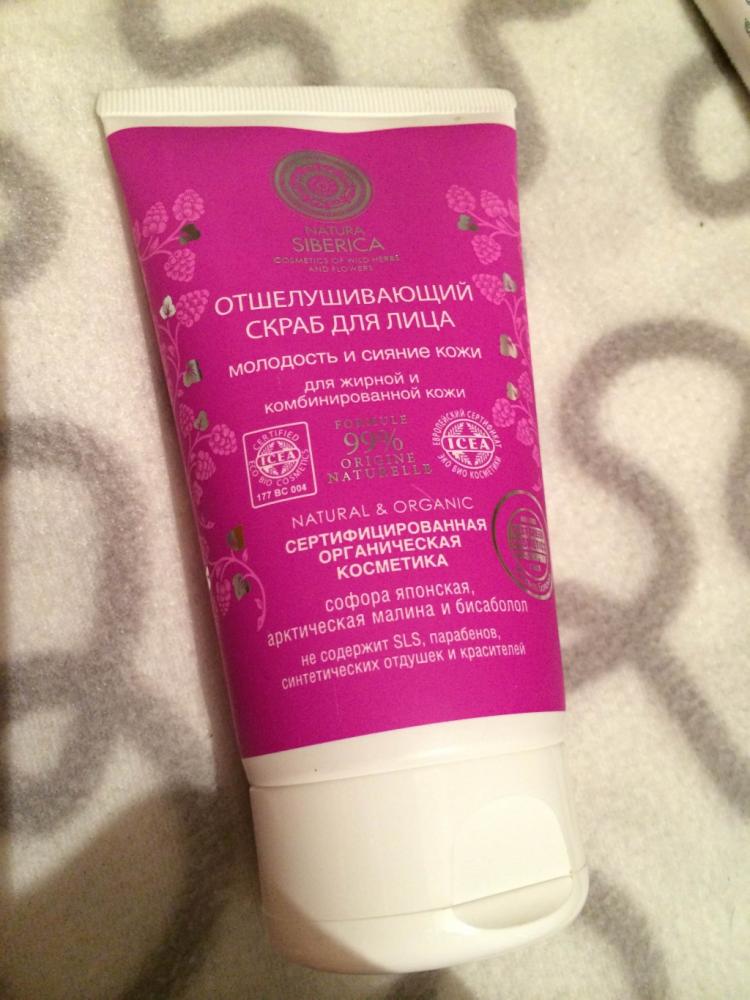 NATURA
SIBERICA
COSMETICS OF WILD HERBS
AND FLOWERS
ОТШЕЛУШИВАЮЩИЙ
СКРАБ ДЛЯ ЛИЦА
МОЛОДОСТЬ И СИЯНИЕ КОЖИ
ДЛЯ ЖИРНОЙ И
КОМБИНИРОВАННОЙ КОЖИ
CERTIFIED
ICEA
ECO BIO COSMETICS
177 BC 004
FORMULE
99%
ORIGINE
NATURELLE
ЕВРОПЕЙСКИЙ СЕРТИФИКАТ
ICEA
ЭКО БИО КОСМЕТИКИ
NATURAL & ORGANIC
СЕРТИФИЦИРОВАННАЯ
ОРГАНИЧЕСКАЯ
КОСМЕТИКА
софора японская,
арктическая малина и бисаболол
не содержит SLS, парабенов,
синтетических отдушек и красителей